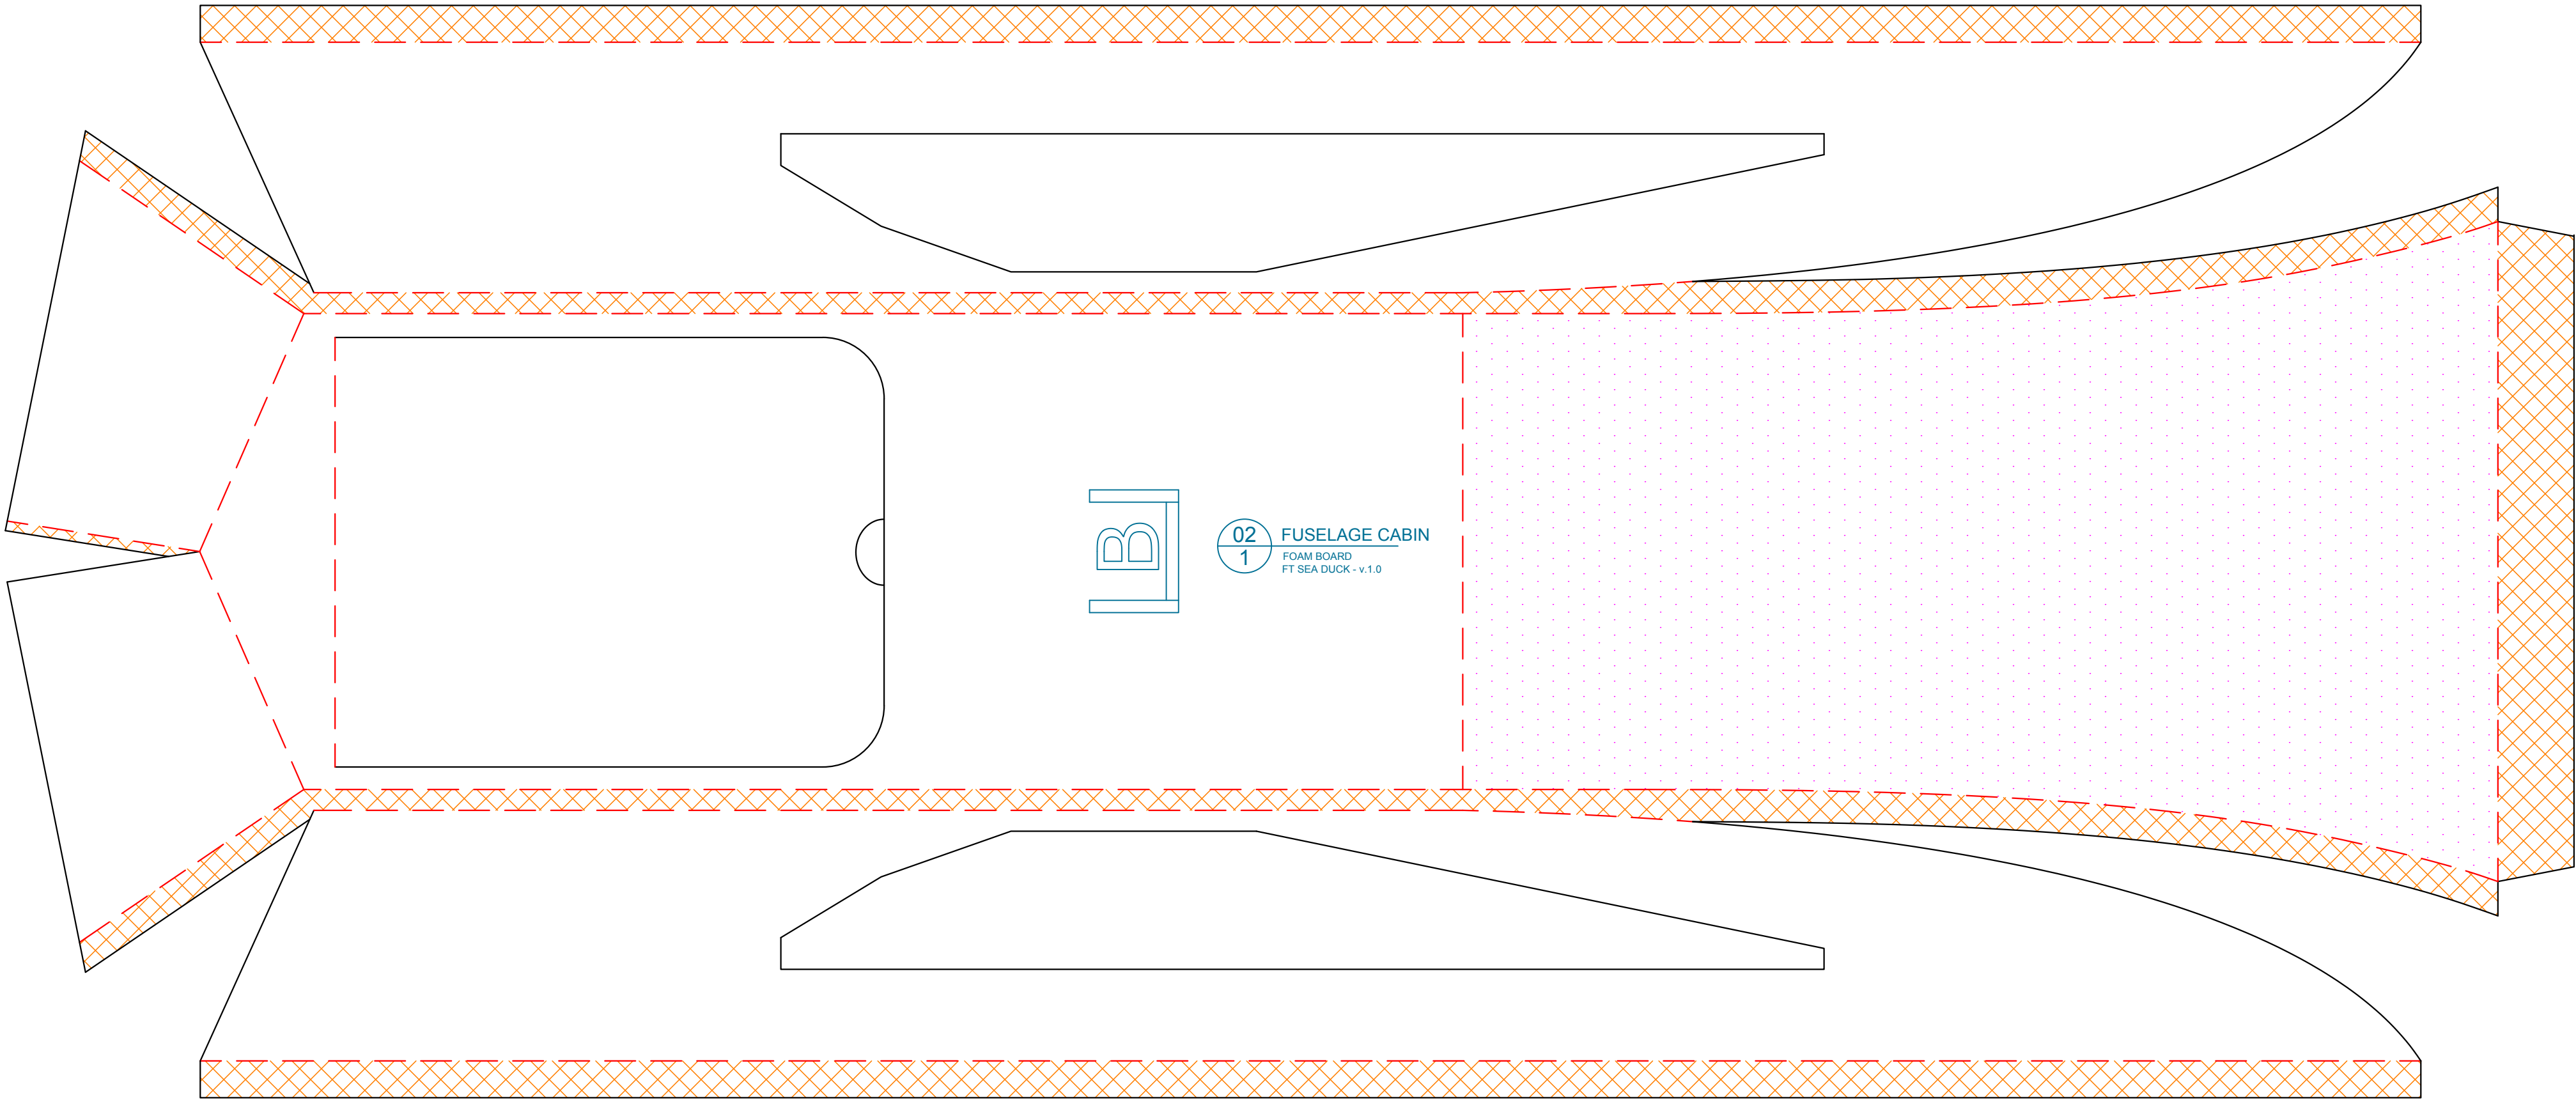 B
02
1
FUSELAGE CABIN
FOAM BOARD
FT SEA DUCK - v.1.0